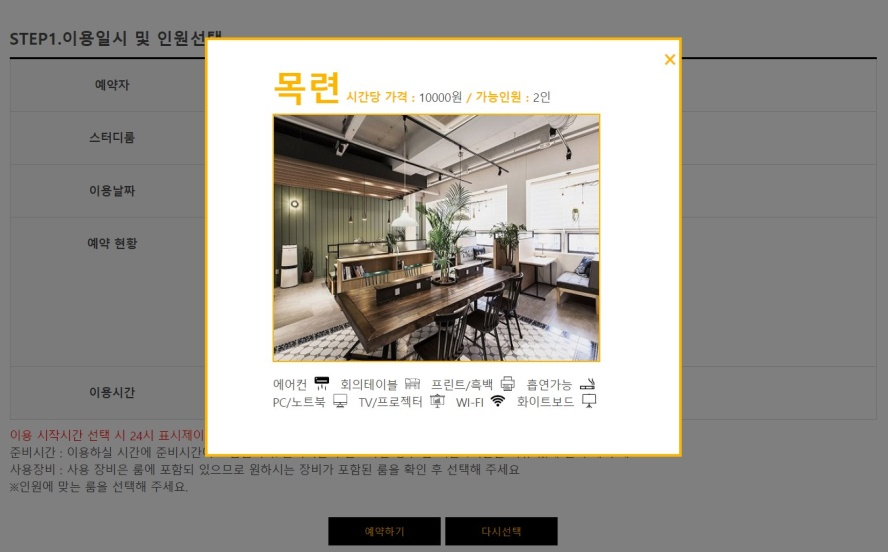 STEP1.이용일시 및 인원선택
예약자
스터디룸
이용날짜
예약 현황
이용시간
×
목련 시간당 가격 : 10000원 / 가능인원 : 2인
에어컨 회의테이블 프린트/흑백 흡연가능
PC/노트북 TV/프로젝터 WI-FI 화이트보드
이용 시작시간 선택 시 24시 표시제이
준비시간 : 이용하실 시간에 준비시간이
사용장비 : 사용 장비은 룸에 포함되 있으므로 원하시는 장비가 포함된 룸을 확인 후 선택해 주세요
※인원에 맞는 룸을 선택해 주세요.
예약하기 다시선택